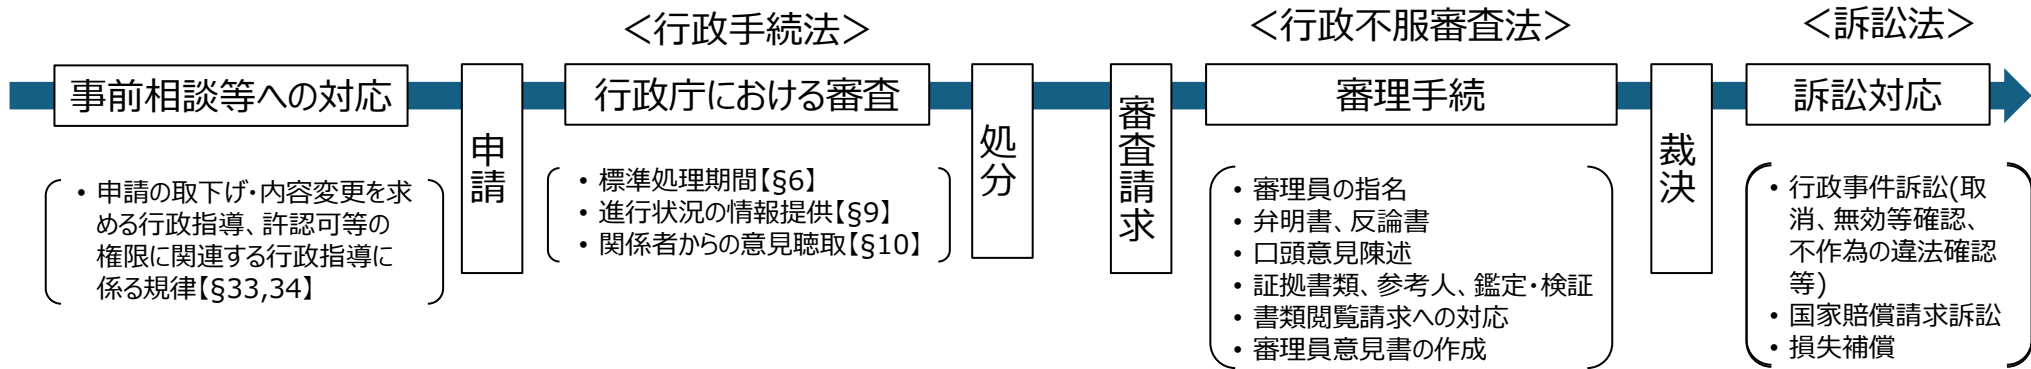 ＜行政手続法＞
＜行政不服審査法＞
＜訴訟法＞
事前相談等への対応
申請
行政庁における審査
処分
審査請求
審理手続
裁決
訴訟対応
・申請の取下げ・内容変更を求
める行政指導、許認可等の
権限に関連する行政指導に
係る規律【§33,34】
・標準処理期間【§6】
・進行状況の情報提供【§9】
・関係者からの意見聴取【§10】
・審理員の指名
・弁明書、反論書
・口頭意見陳述
・証拠書類、参考人、鑑定・検証
・書類閲覧請求への対応
・審理員意見書の作成
・行政事件訴訟(取
消、無効等確認、
不作為の違法確認
等)
・国家賠償請求訴訟
・損失補償